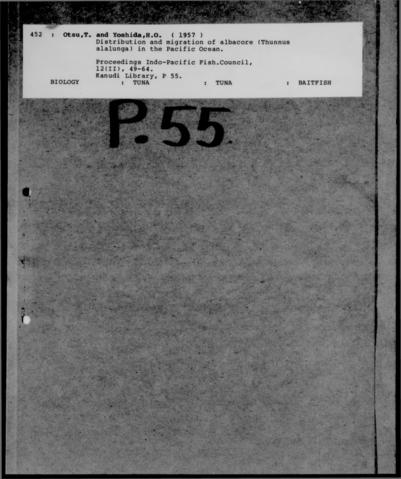 452 : Otsu,T. and Yoshida,H.O. ( 1957 )
Distribution and migration of albacore (Thunnus
alalunga) in the Pacific Ocean.
Proceedings Indo-Pacific Fish.Council,
12(II), 49-64.
Kanudi Library, P 55.
BIOLOGY : TUNA : TUNA : BAITFISH
P.55.